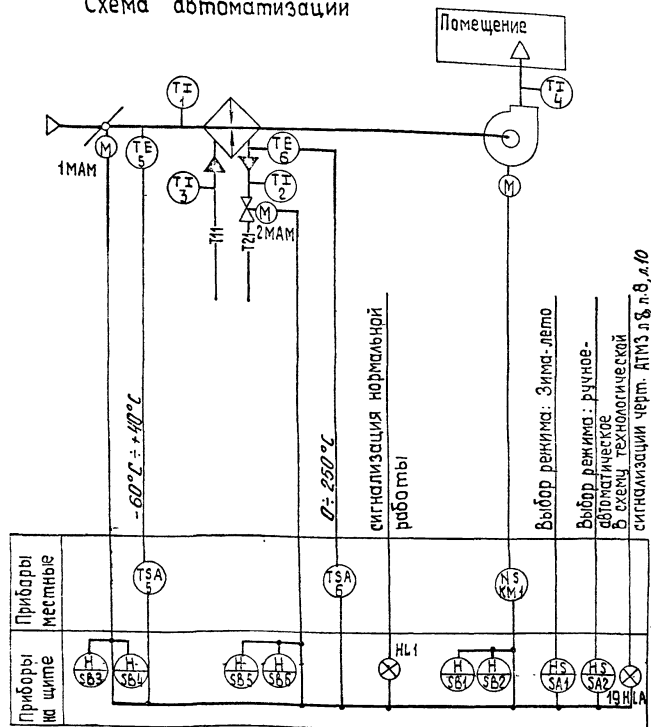 Схема автоматизации
Помещение
TI
1
TI
4
M
1МАМ
TE
5
TE
6
TI
3
TI
2
M
2МАМ
M
Т11
Т21
-60°C ÷ +40°C
0 ÷ 250°C
сигнализация нормальной
работы
Выбор режима: Зима-лето
Выбор режима: ручное-
автоматическое
В схему технологической
сигнализации черт. АТМ3 л.8, л.9, л.10
Прибары
местные
TSA
5
TSA
6
NS
KM1
Приборы
на щите
H
SB3
H
SB4
H
SB5
H
SB6
HL1
H
SB1
H
SB2
HS
SA1
HS
SA2
19HLA